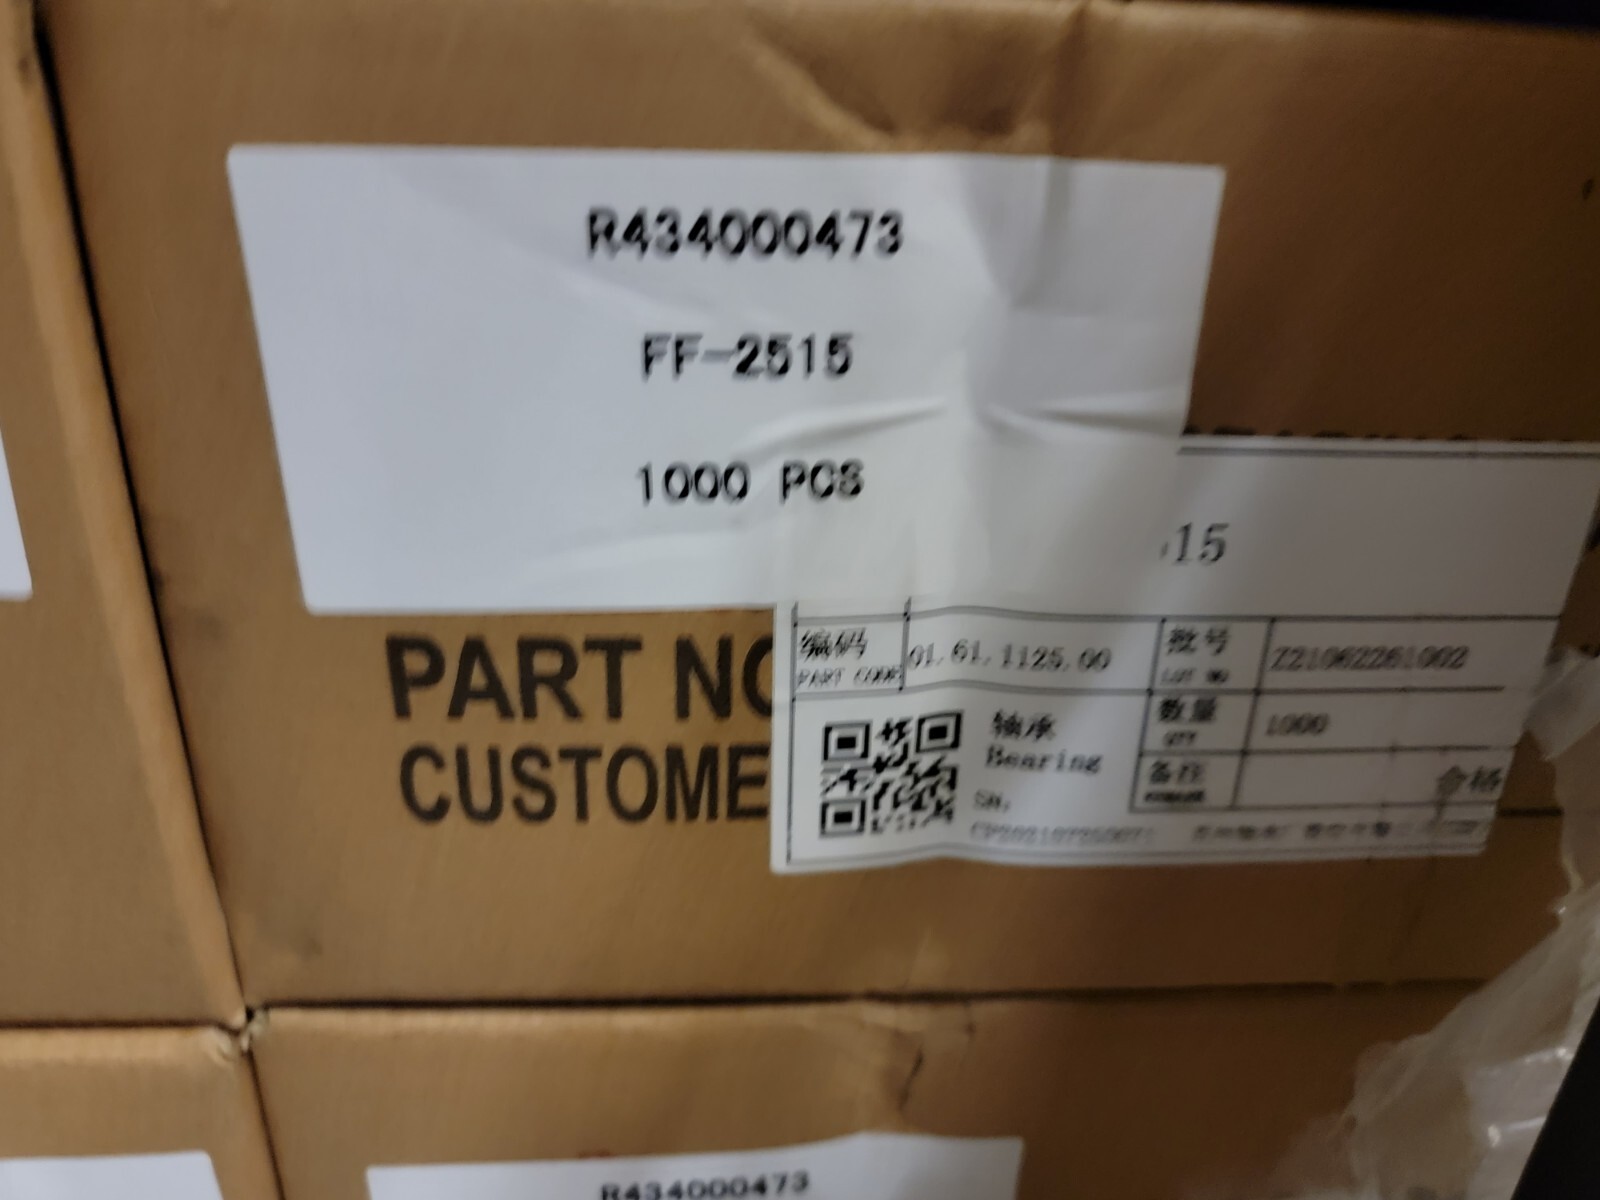 R434000473
FF-2515
1000 PCS
15
PART NO
CUSTOME
编码
PART CODE
01.61.1125.00
批号
LOT NO
Z21062261002
轴承
Bearing
数量
QTY
1000
备注
合格
SN.
R434000473